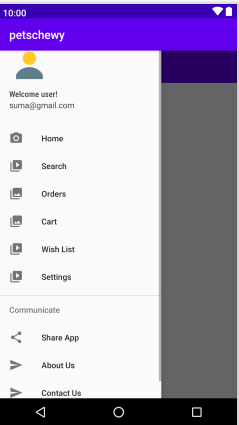 10:00
petschewy
Welcome user!
suma@gmail.com
Home
Search
Orders
Cart
Wish List
Settings
Communicate
Share App
About Us
Contact Us